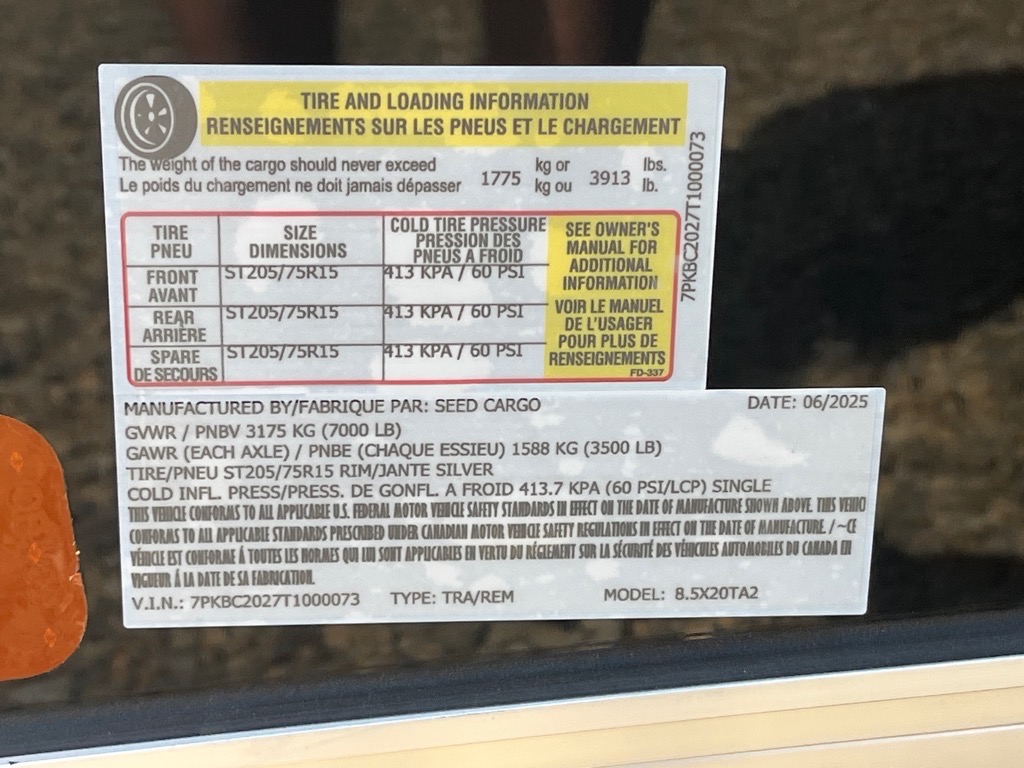 TIRE AND LOADING INFORMATION
RENSEIGNEMENTS SUR LES PNEUS ET LE CHARGEMENT
The weight of the cargo should never exceed 1775 kg or 3913 lbs.
Le poids du chargement ne doit jamais dépasser kg ou lb.
TIRE PNEU
SIZE DIMENSIONS
COLD TIRE PRESSURE
PRESSION DES
PNEUS A FROID
FRONT AVANT ST205/75R15 413 KPA / 60 PSI
REAR ARRIÈRE ST205/75R15 413 KPA / 60 PSI
SPARE DE SECOURS ST205/75R15 413 KPA / 60 PSI
SEE OWNER'S
MANUAL FOR
ADDITIONAL
INFORMATION
VOIR LE MANUEL
DE L'USAGER
POUR PLUS DE
RENSEIGNEMENTS
FD-337
7PKBC2027T1000073
MANUFACTURED BY/FABRIQUE PAR: SEED CARGO DATE: 06/2025
GVWR / PNBV 3175 KG (7000 LB)
GAWR (EACH AXLE) / PNBE (CHAQUE ESSIEU) 1588 KG (3500 LB)
TIRE/PNEU ST205/75R15 RIM/JANTE SILVER
COLD INFL. PRESS/PRESS. DE GONFL. A FROID 413.7 KPA (60 PSI/LCP) SINGLE
THIS VEHICLE CONFORMS TO ALL APPLICABLE U.S. FEDERAL MOTOR VEHICLE SAFETY STANDARDS IN EFFECT ON THE DATE OF MANUFACTURE SHOWN ABOVE. THIS VEHIC
CONFORMS TO ALL APPLICABLE STANDARDS PRESCRIBED UNDER CANADIAN MOTOR VEHICLE SAFETY REGULATIONS IN EFFECT ON THE DATE OF MANUFACTURE. / ~CE
VÉHICLE EST CONFORME Á TOUTES LES NORMES QUI LUI SONT APPLICABLES EN VERTU DU RÉGLEMENT SUR LA SÉCURITÉ DES VÉHICULES AUTOMOBILES DU CANADA EN
VIGUEUR Á LA DATE DE SA FABRICATION.
V.I.N.: 7PKBC2027T1000073 TYPE: TRA/REM MODEL: 8.5X20TA2